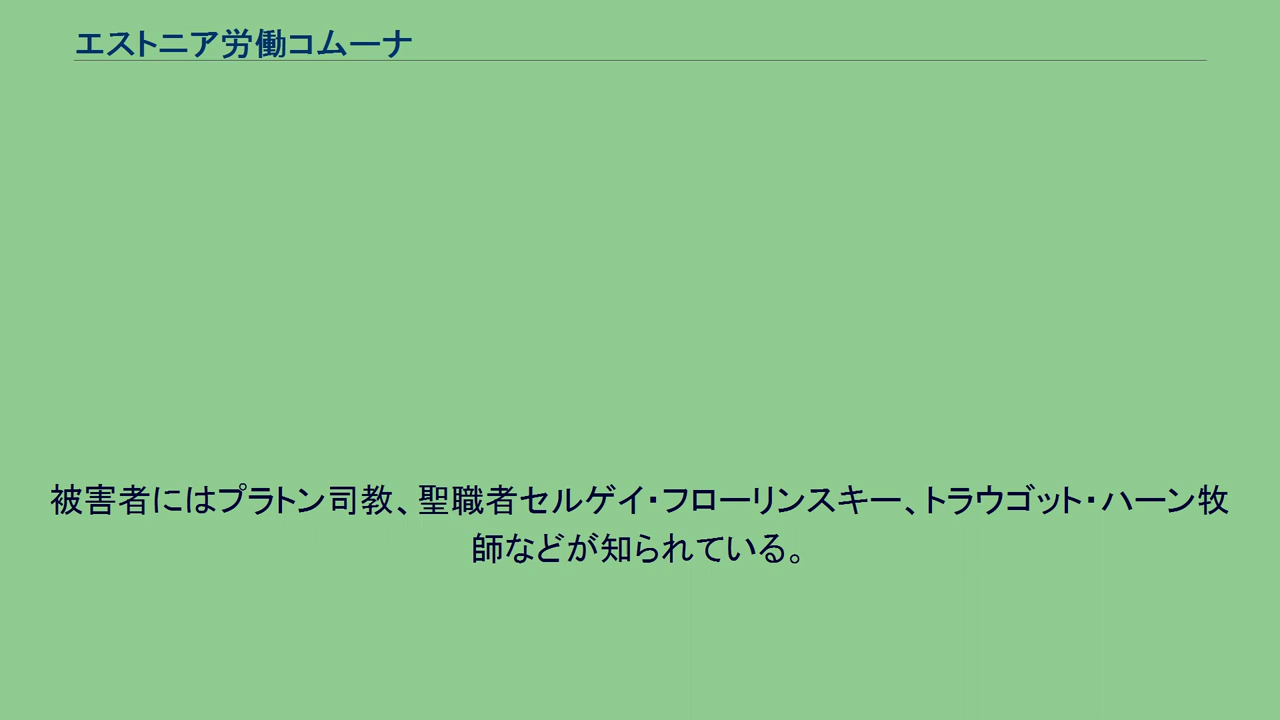 エストニア労働コムーナ
被害者にはプラトン司教、聖職者セルゲイ・フローリンスキー、トラウゴット・ハーン牧
師などが知られている。